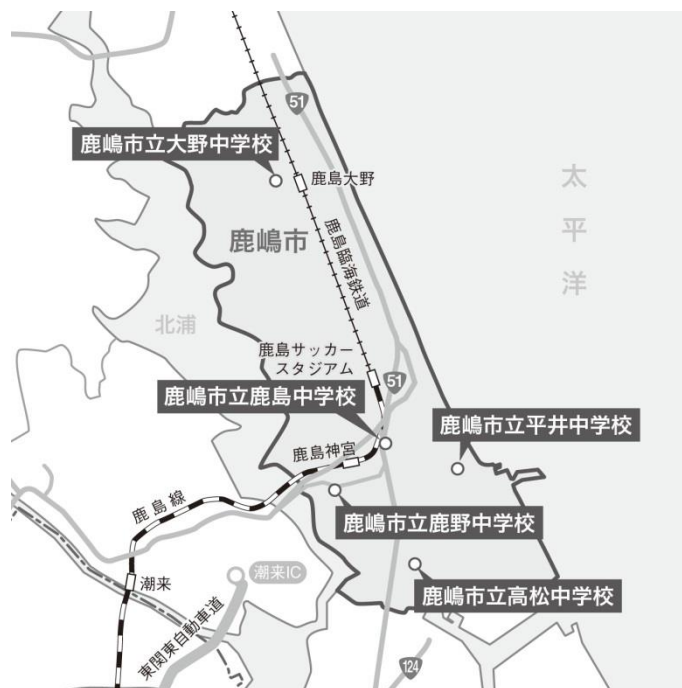 51
鹿嶋市立大野中学校
鹿島大野
太平洋
鹿嶋市
鹿島臨海鉄道
北浦
鹿島サッカー
スタジアム
51
鹿嶋市立鹿島中学校
鹿嶋市立平井中学校
鹿島神宮
鹿島線
鹿嶋市立鹿野中学校
潮来IC
潮来
鹿嶋市立高松中学校
東関東自動車道
124